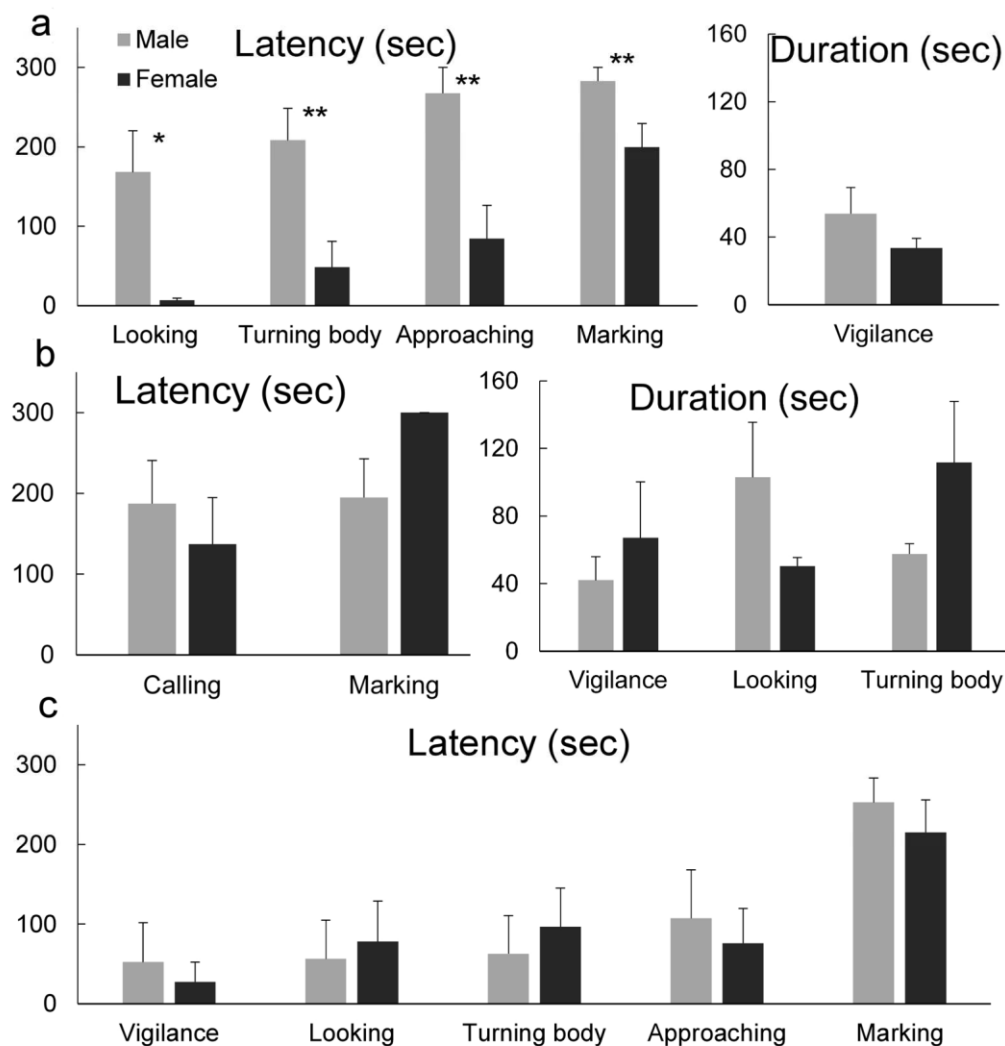 a
Latency (sec)
Male
Female
300
200
100
0
*
**
**
**
Looking Turning body Approaching Marking
Duration (sec)
160
120
80
40
0
Vigilance
b
Latency (sec)
300
200
100
0
Calling Marking
Duration (sec)
160
120
80
40
0
Vigilance Looking Turning body
c
Latency (sec)
300
200
100
0
Vigilance Looking Turning body Approaching Marking